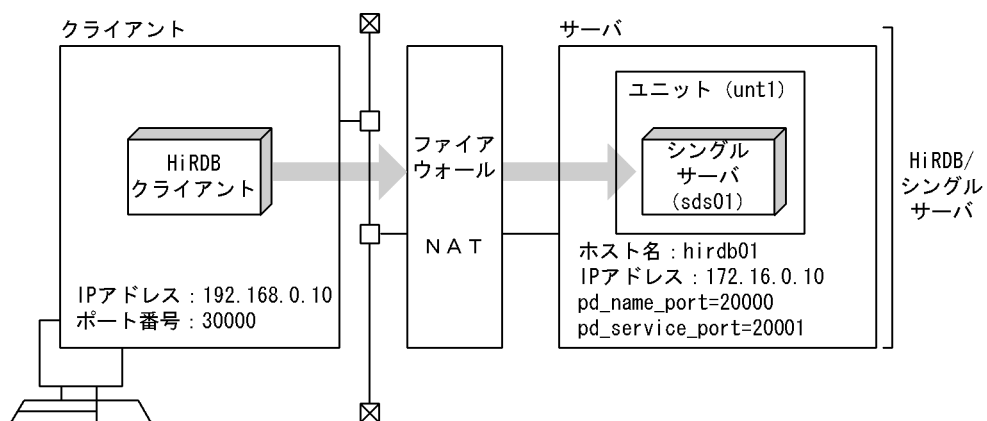 クライアント
HiRDB
クライアント
IPアドレス：192.168.0.10
ポート番号：30000
ファイア
ウォール
NAT
サーバ
ユニット（unt1）
シングル
サーバ
（sds01）
ホスト名：hirdb01
IPアドレス：172.16.0.10
pd_name_port=20000
pd_service_port=20001
HiRDB/
シングル
サーバ